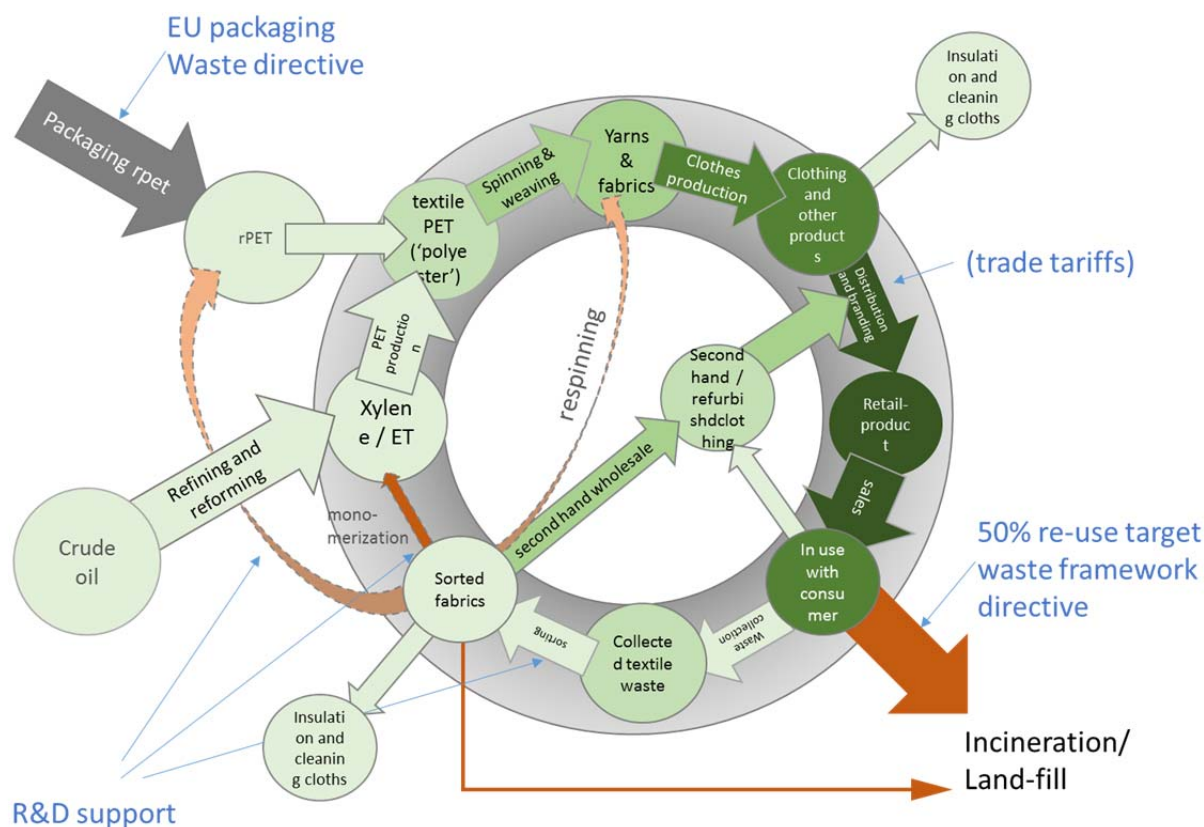 EU packaging
Waste directive
Insulati
on and
cleanin
g cloths
Packaging rpet
Yarns
&
fabrics
Spinning &
weaving
Clothes
production
Clothing
and
other
product
s
textile
PET
(‘polye
ster’)
rPET
(trade tariffs)
Distribution
and branding
PET
productio
n
respinning
Second
hand /
refurbi
shdclot
hing
Retail-
produc
t
Xylen
e / ET
Refining and
reforming
sales
second hand wholesale
mono-
merization
Crude
oil
Sorted
fabrics
In use
with
consu
mer
50% re-use target
waste framework
directive
Waste
collection
sorting
Collecte
d textile
waste
Insulati
on and
cleanin
g cloths
Incineration/
Land-fill
R&D support